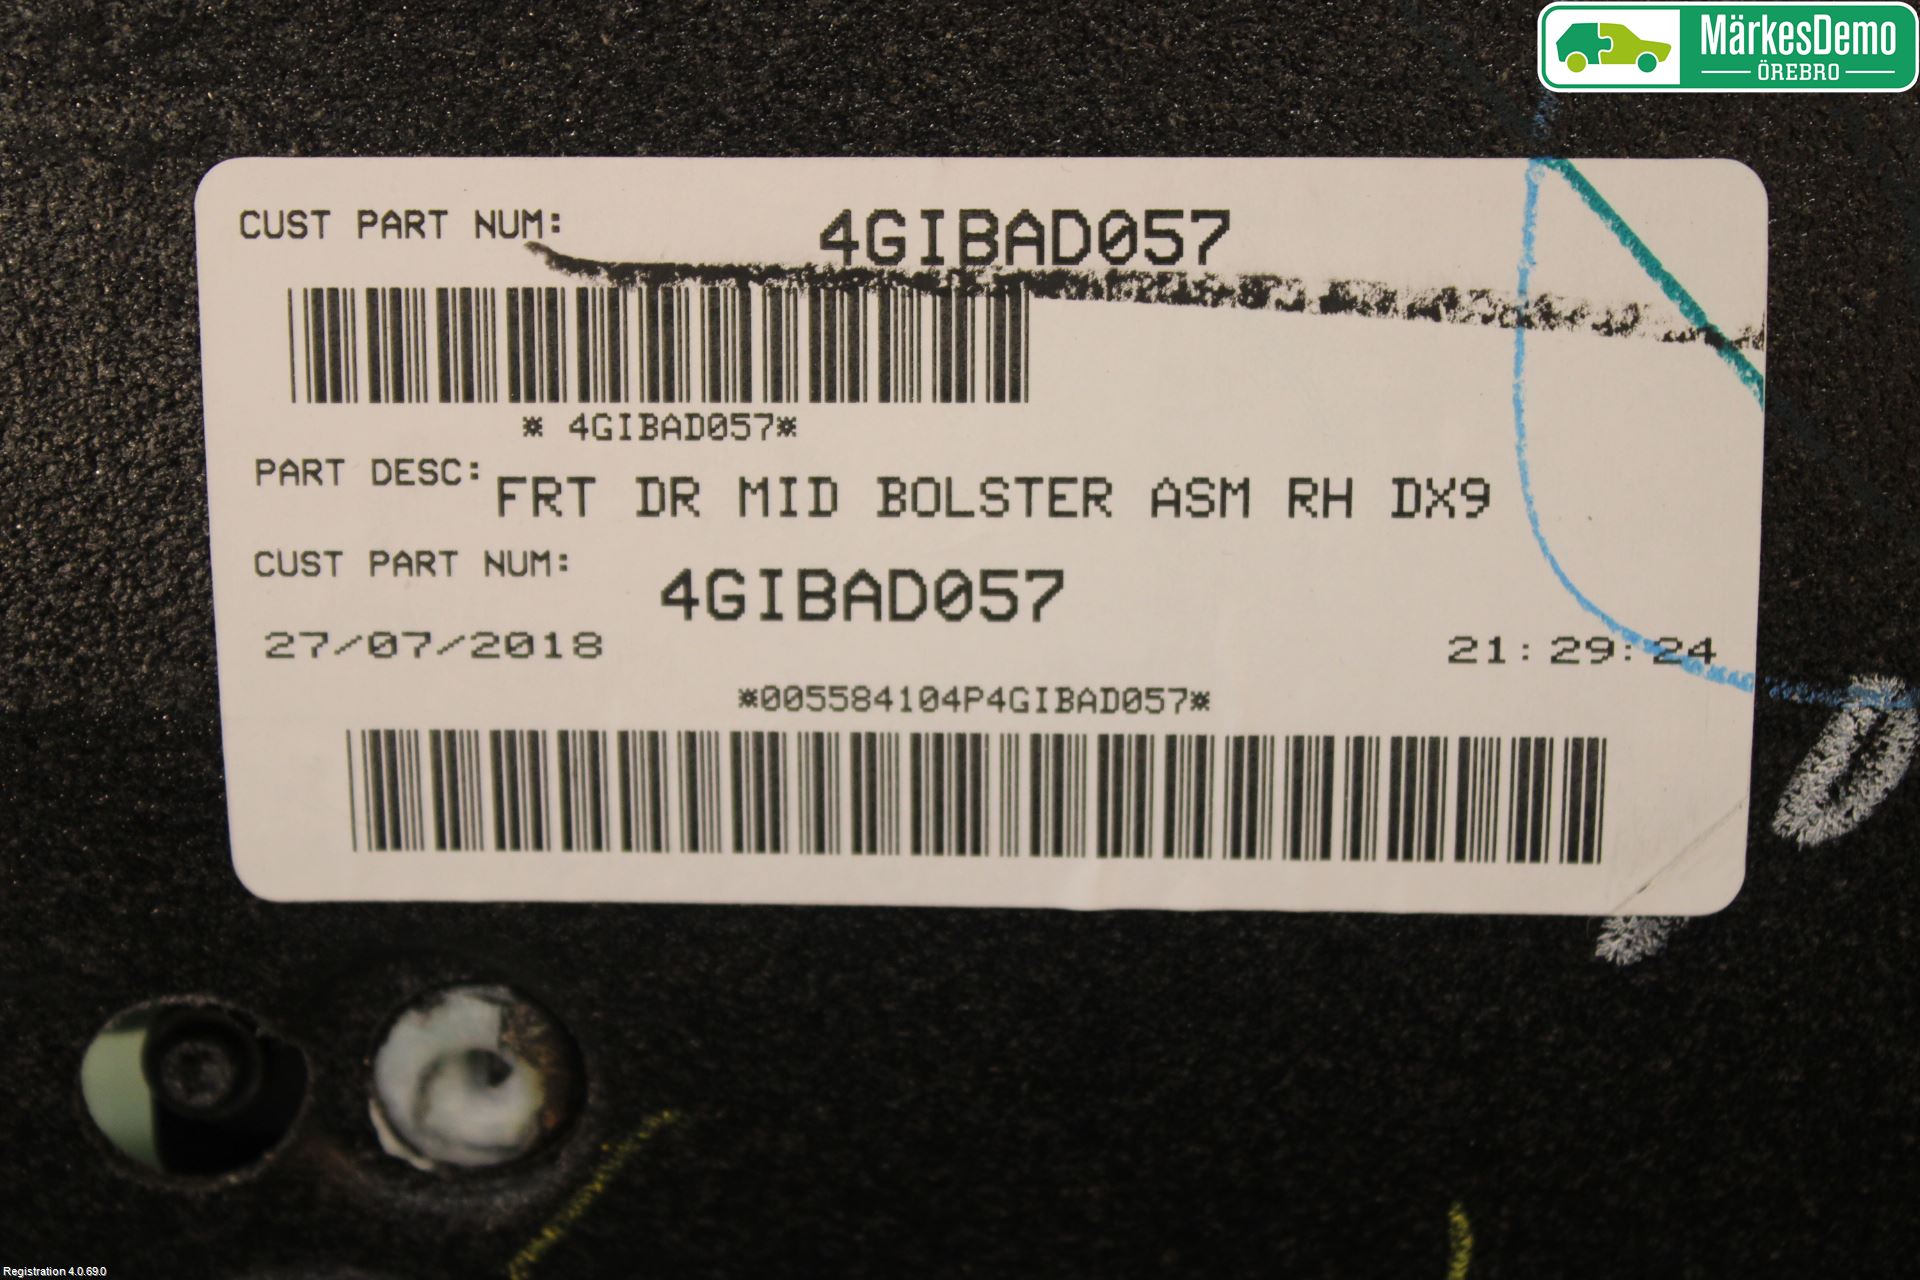 MärkesDemo
ÖREBRO
CUST PART NUM: 4GIBAD057
* 4GIBAD057*
PART DESC: FRT DR MID BOLSTER ASM RH DX9
CUST PART NUM: 4GIBAD057
27/07/2018 21:29:24
*005584104P4GIBAD057*
Registration 4.0.69.0